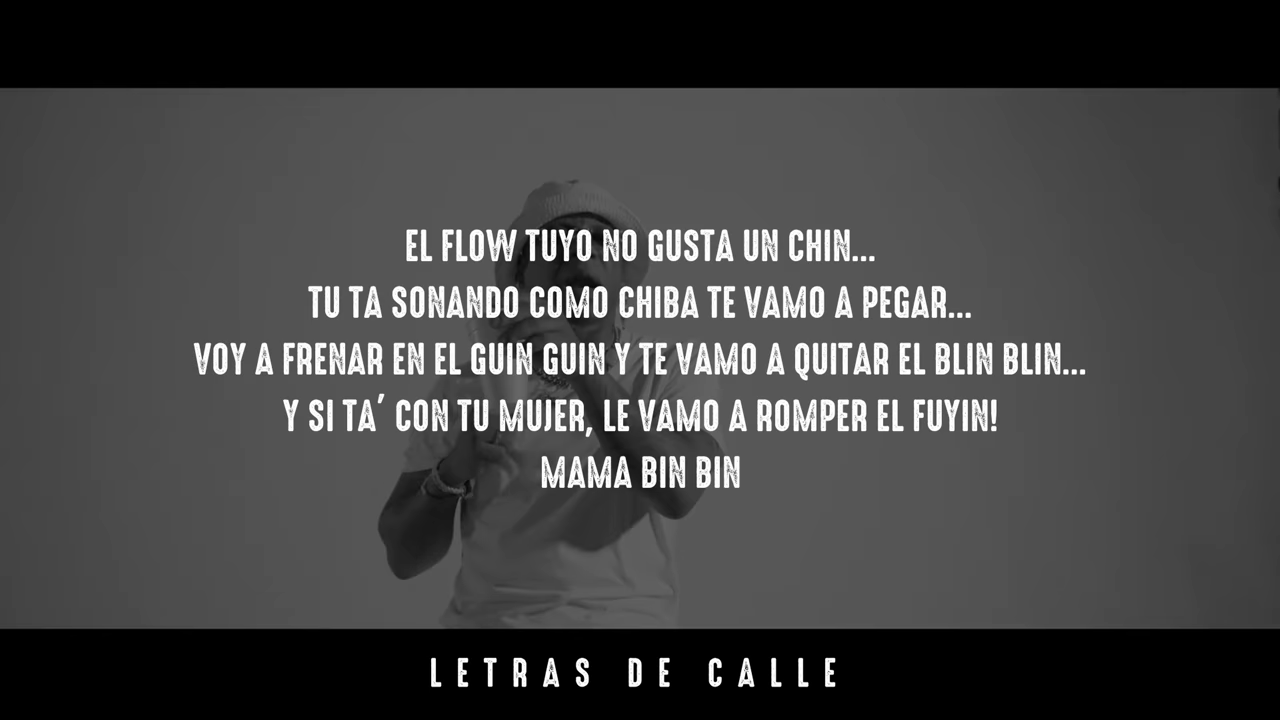 EL FLOW TUYO NO GUSTA UN CHIN...
TU TA SONANDO COMO CHIBA TE VAMO A PEGAR...
VOY A FRENAR EN EL GUIN GUIN Y TE VAMO A QUITAR EL BLIN BLIN...
Y SI TA' CON TU MUJER, LE VAMO A ROMPER EL FUYIN!
MAMA BIN BIN
LETRAS DE CALLE